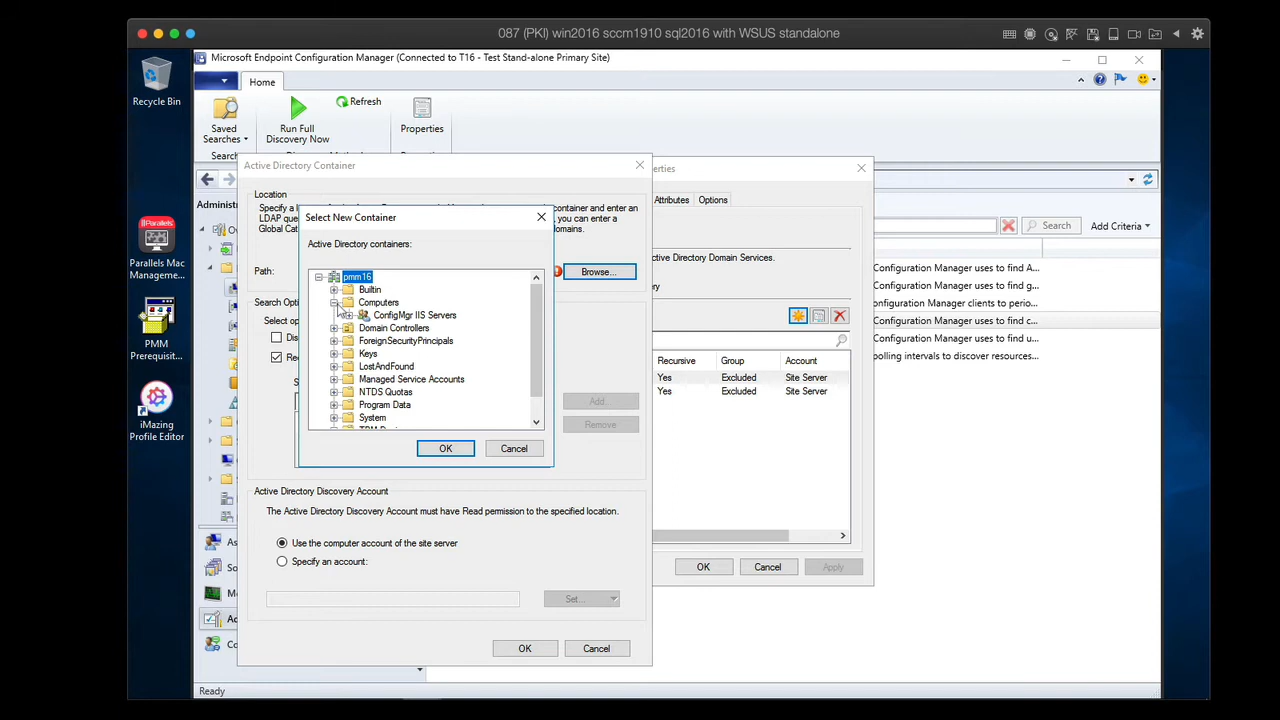 087 (PKI) win2016 sccm1910 sql2016 with WSUS standalone
Recycle Bin
Microsoft Endpoint Configuration Manager (Connected to T16 - Test Stand-alone Primary Site)
Home
Saved
Searches
Run Full
Discovery Now
Refresh
Properties
Search
Active Directory Container
Location
Select New Container
Active Directory containers:
Path:
Browse...
pmm16
Builtin
Computers
ConfigMgr IIS Servers
Domain Controllers
ForeignSecurityPrincipals
Keys
LostAndFound
Managed Service Accounts
NTDS Quotas
Program Data
System
OK
Cancel
Add...
Remove
Active Directory Discovery Account
The Active Directory Discovery Account must have Read permission to the specified location.
Use the computer account of the site server
Specify an account:
Set...
OK
Cancel
Attributes
Options
ctive Directory Domain Services.
Recursive
Group
Account
Yes
Excluded
Site Server
Yes
Excluded
Site Server
OK
Cancel
Apply
Search
Add Criteria
Configuration Manager uses to find A...
Configuration Manager uses to find g...
Configuration Manager clients to perio...
Configuration Manager uses to find c...
Configuration Manager uses to find u...
polling intervals to discover resources...
Parallels Mac
Manageme...
PMM
Prerequisit...
iMazing
Profile Editor
Ready